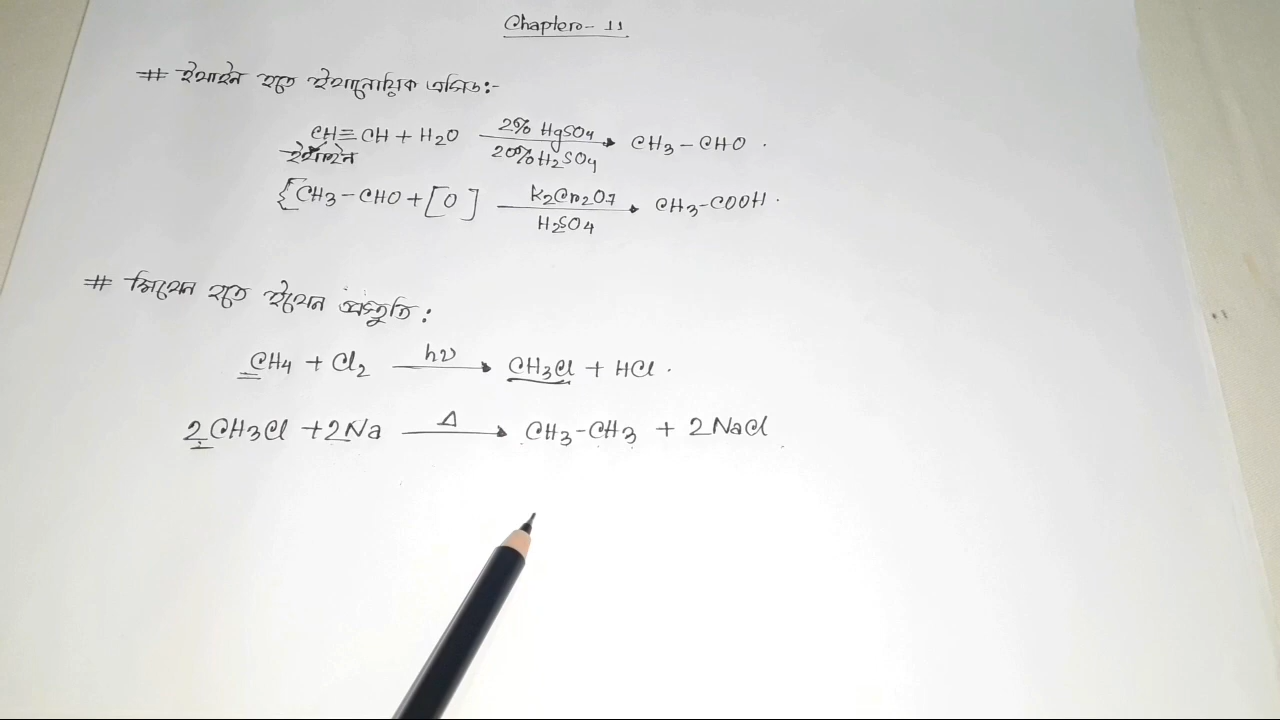 Chapter- 11
# ইথাইন হতে ইথানোয়িক এসিড:-
CH≡CH + H2O 2% HgSO4 20% H2SO4 → CH3-CHO.
ইথাইন
{CH3-CHO + [O] K2Cr2O7 H2SO4 → CH3-COOH.
# মিথেন হতে ইথেন প্রস্তুতি:
CH4 + Cl2 hν → CH3Cl + HCl.
2CH3Cl + 2Na Δ → CH3-CH3 + 2NaCl